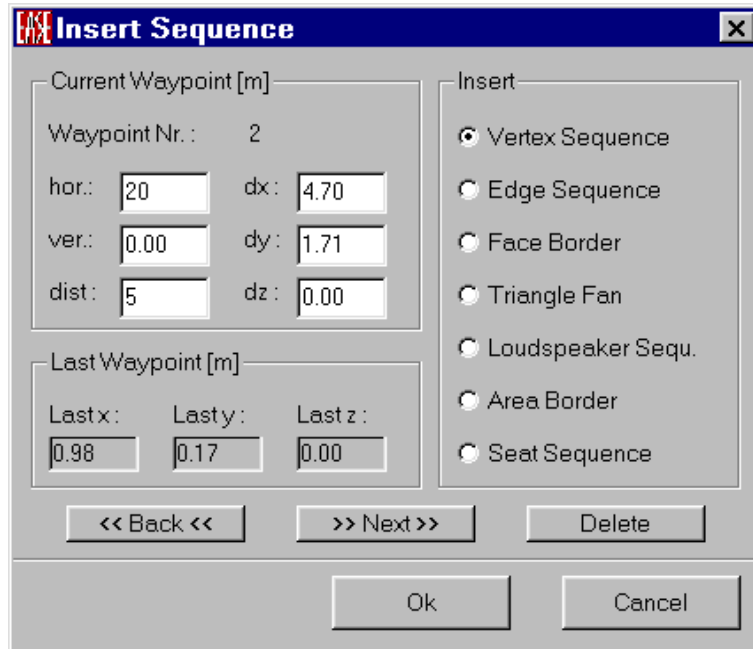 EASE Insert Sequence
Current Waypoint [m]
Waypoint Nr. : 2
hor.: 20 dx : 4.70
ver.: 0.00 dy : 1.71
dist : 5 dz : 0.00
Last Waypoint [m]
Last x : Last y : Last z :
0.98 0.17 0.00
Insert
Vertex Sequence
Edge Sequence
Face Border
Triangle Fan
Loudspeaker Sequ.
Area Border
Seat Sequence
<< Back << >> Next >> Delete
Ok Cancel